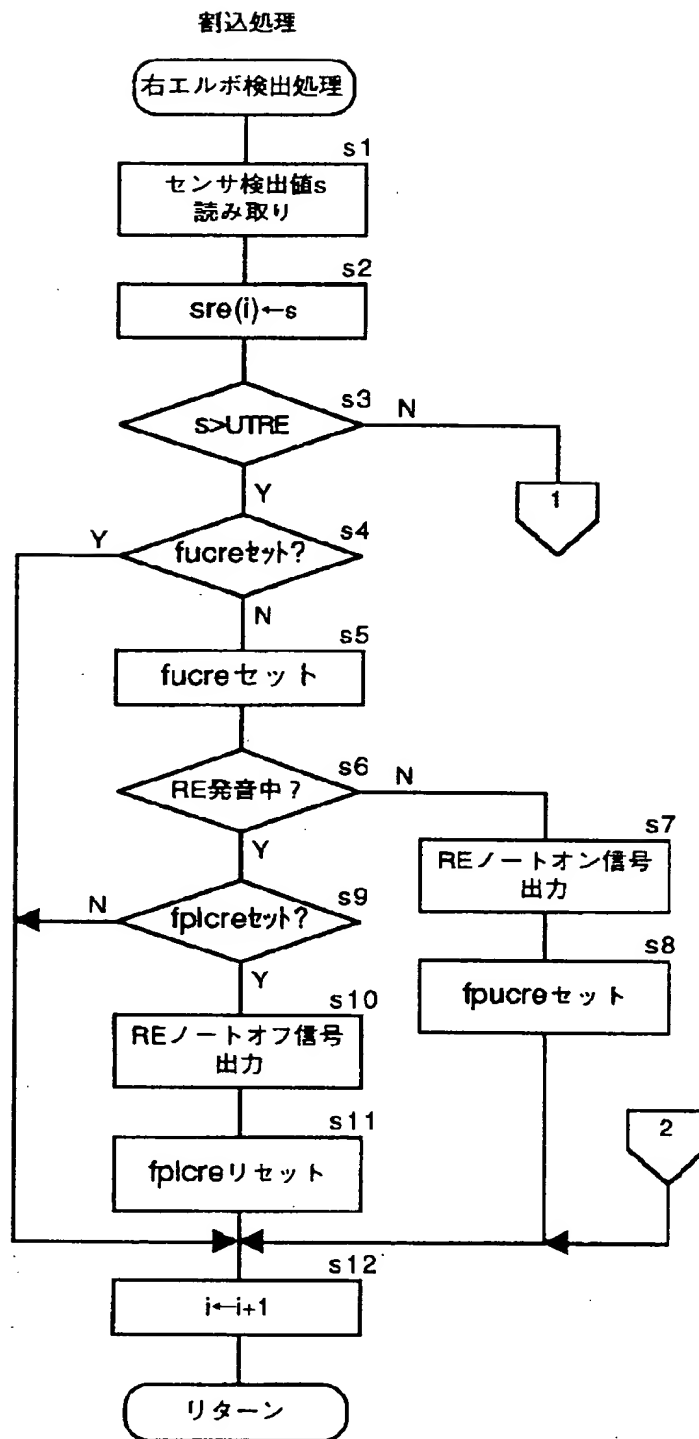 割込処理
右エルボ検出処理
s1
センサ検出値s
読み取り
s2
sre(i)←s
s3
s>UTRE
N
Y
1
s4
Y
fucreセット?
N
s5
fucreセット
s6
RE発音中?
N
Y
s7
REノートオン信号
出力
s9
N
fplcreセット?
Y
s8
fpucreセット
s10
REノートオフ信号
出力
s11
fplcreリセット
2
s12
i←i+1
リターン